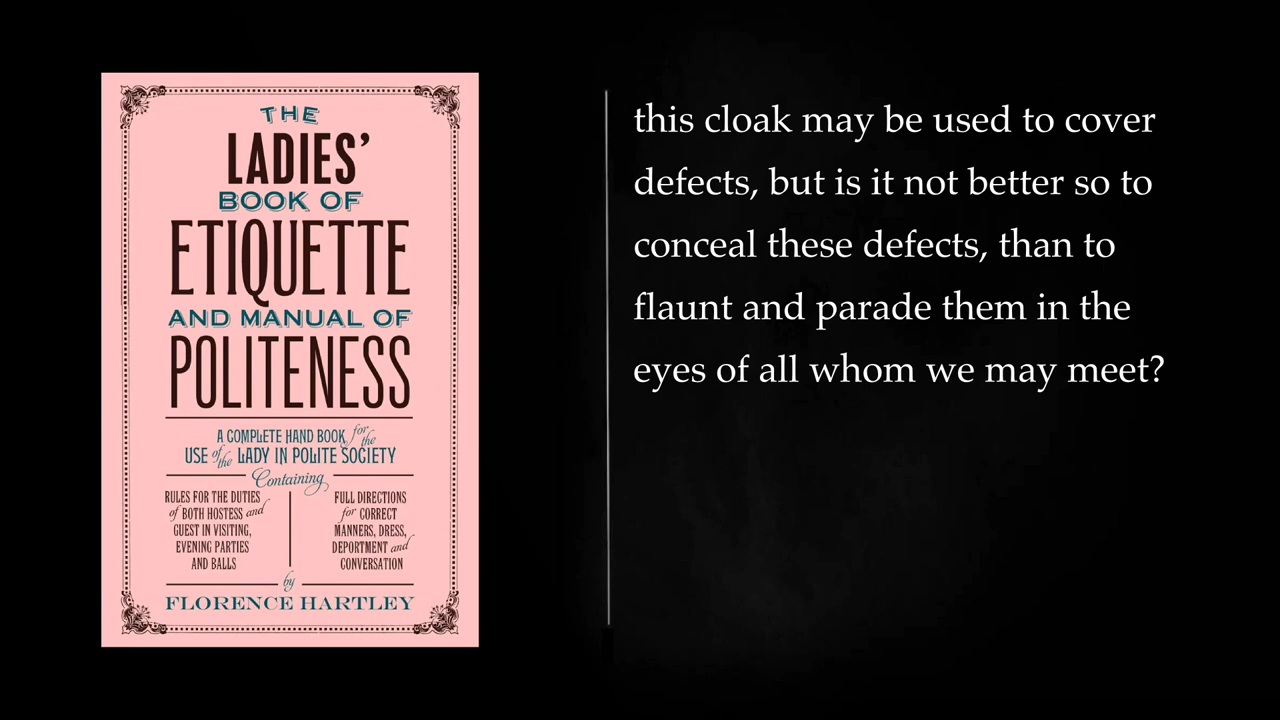 THE
LADIES'
BOOK OF
ETIQUETTE
AND MANUAL OF
POLITENESS
A COMPLETE HAND BOOK for the
USE of the LADY IN POLITE SOCIETY
Containing
RULES FOR THE DUTIES
of BOTH HOSTESS and
GUEST IN VISITING,
EVENING PARTIES
AND BALLS
FULL DIRECTIONS
for CORRECT
MANNERS, DRESS,
DEPORTMENT and
CONVERSATION
by
FLORENCE HARTLEY
this cloak may be used to cover
defects, but is it not better so to
conceal these defects, than to
flaunt and parade them in the
eyes of all whom we may meet?